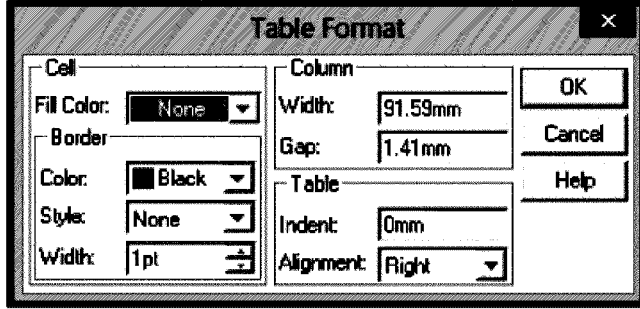 Table Format
Cell
Fill Color: None
Border
Color: Black
Style: None
Width: 1pt
Column
Width: 91.59mm
Gap: 1.41mm
Table
Indent: 0mm
Alignment: Right
OK
Cancel
Help